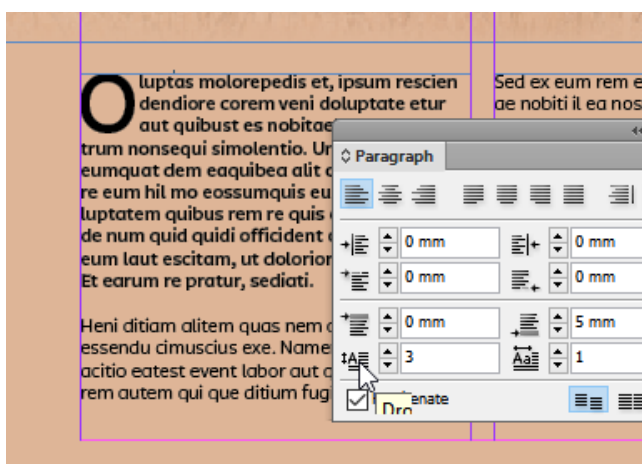 Oluptas molorepedis et, ipsum rescien
dendiore corem veni doluptate etur
aut quibust es nobitae
trum nonsequi simolentio. Ur
eumquat dem eaquibea alit
re eum hil mo eossumquis eu
luptatem quibus rem re quis
de num quid quidi officident
eum laut escitam, ut dolorior
Et earum re pratur, sediati.
Heni ditiam alitem quas nem
essendu cimuscius exe. Name
acitio eatest event labor aut
rem autem qui que ditium fugi
Sed ex eum rem e
ae nobiti il ea nos
Paragraph
0 mm
0 mm
0 mm
0 mm
0 mm
5 mm
3
1
enate